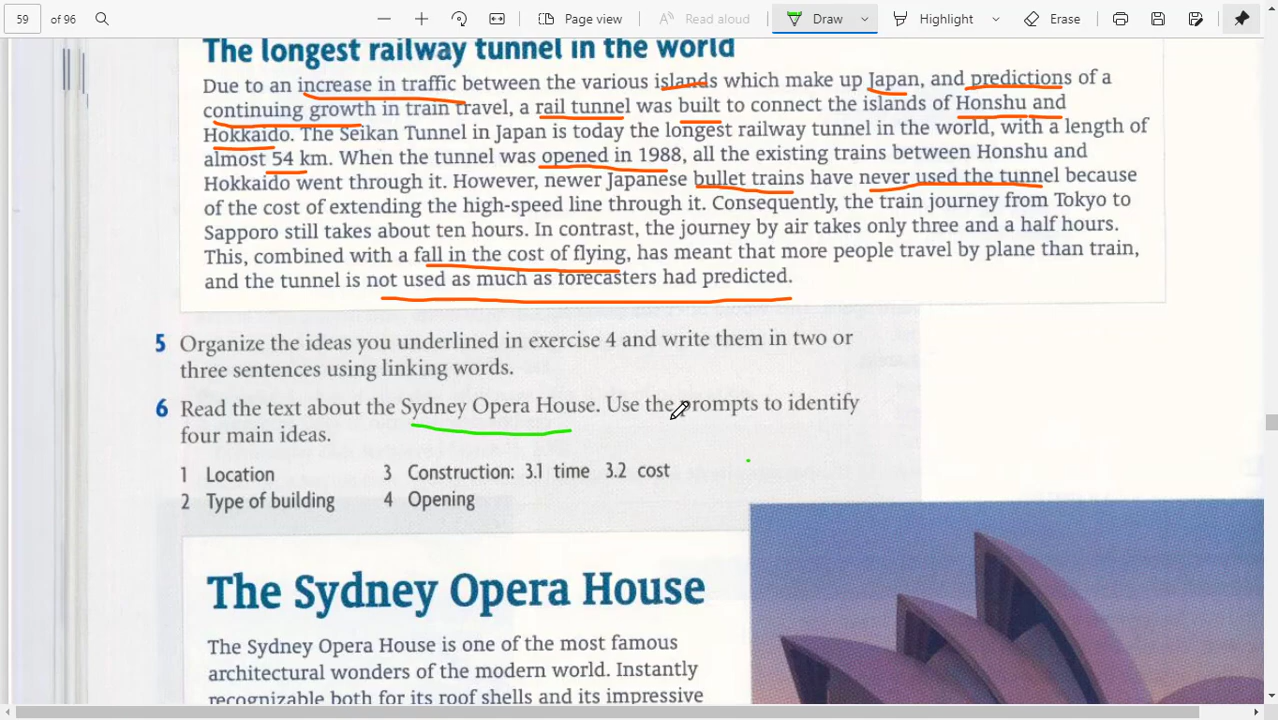 59 of 96 Page view Read aloud Draw Highlight Erase
The longest railway tunnel in the world
Due to an increase in traffic between the various islands which make up Japan, and predictions of a
continuing growth in train travel, a rail tunnel was built to connect the islands of Honshu and
Hokkaido. The Seikan Tunnel in Japan is today the longest railway tunnel in the world, with a length of
almost 54 km. When the tunnel was opened in 1988, all the existing trains between Honshu and
Hokkaido went through it. However, newer Japanese bullet trains have never used the tunnel because
of the cost of extending the high-speed line through it. Consequently, the train journey from Tokyo to
Sapporo still takes about ten hours. In contrast, the journey by air takes only three and a half hours.
This, combined with a fall in the cost of flying, has meant that more people travel by plane than train,
and the tunnel is not used as much as forecasters had predicted.
5 Organize the ideas you underlined in exercise 4 and write them in two or
three sentences using linking words.
6 Read the text about the Sydney Opera House. Use the prompts to identify
four main ideas.
1 Location 3 Construction: 3.1 time 3.2 cost
2 Type of building 4 Opening
The Sydney Opera House
The Sydney Opera House is one of the most famous
architectural wonders of the modern world. Instantly
recognizable both for its roof shells and its impressive